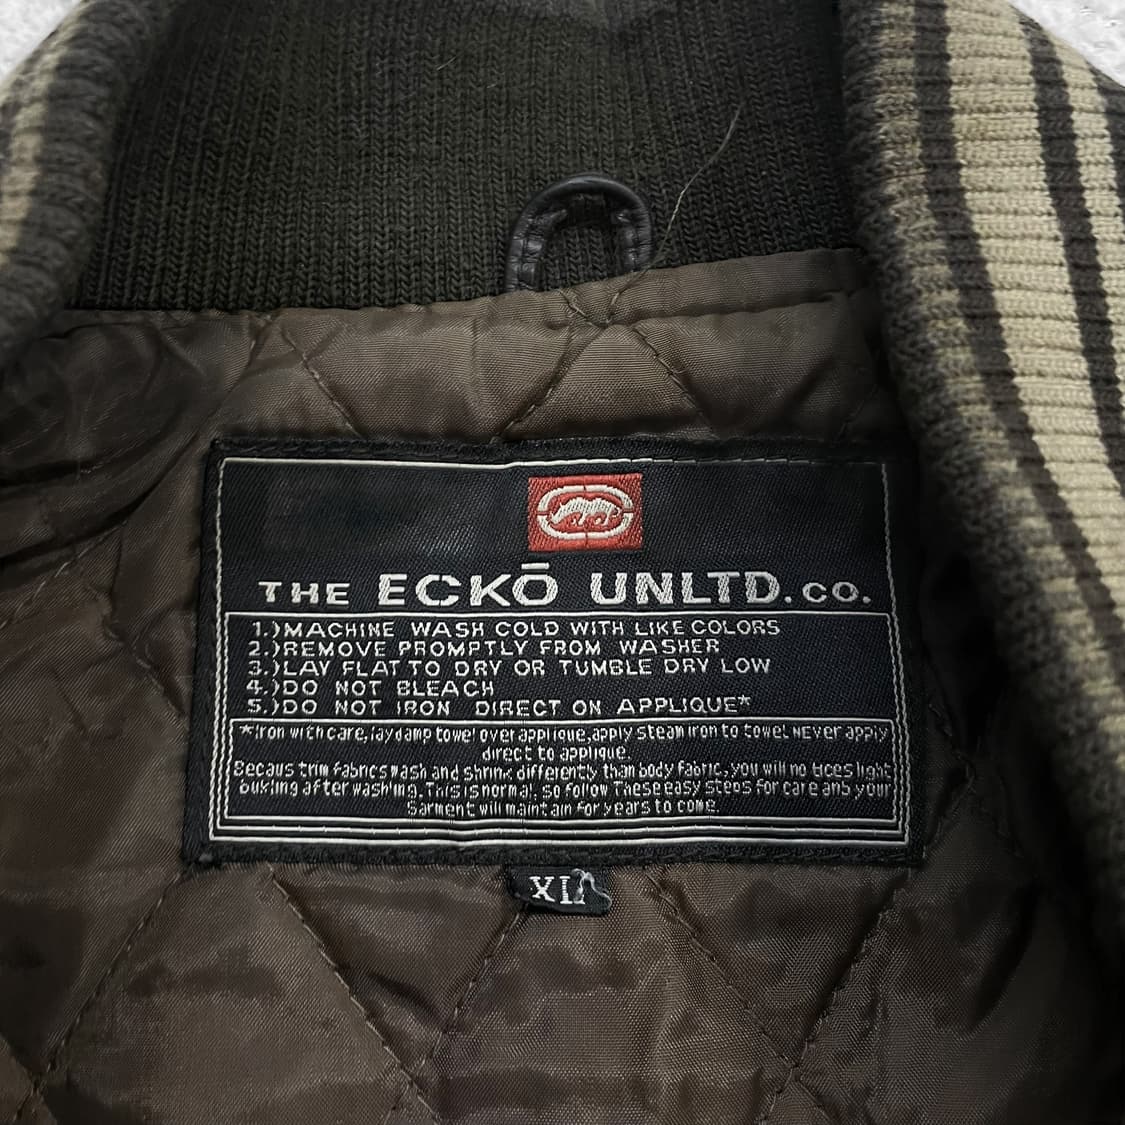 THE ECKŌ UNLTD.CO.
1.)MACHINE WASH COLD WITH LIKE COLORS
2.)REMOVE PROMPTLY FROM WASHER
3.)LAY FLAT TO DRY OR TUMBLE DRY LOW
4.)DO NOT BLEACH
5.)DO NOT IRON DIRECT ON APPLIQUE*
*Iron with care,lay damp towel over applique,apply steam iron to towel NEver apply
direct to applique.
Becaus trim fabrics wash and shrink differently than body fabric,you will no tices light
after washing.This is normal. so follow These easy steps for care anS your
Garment will maintain for years to come.
XL